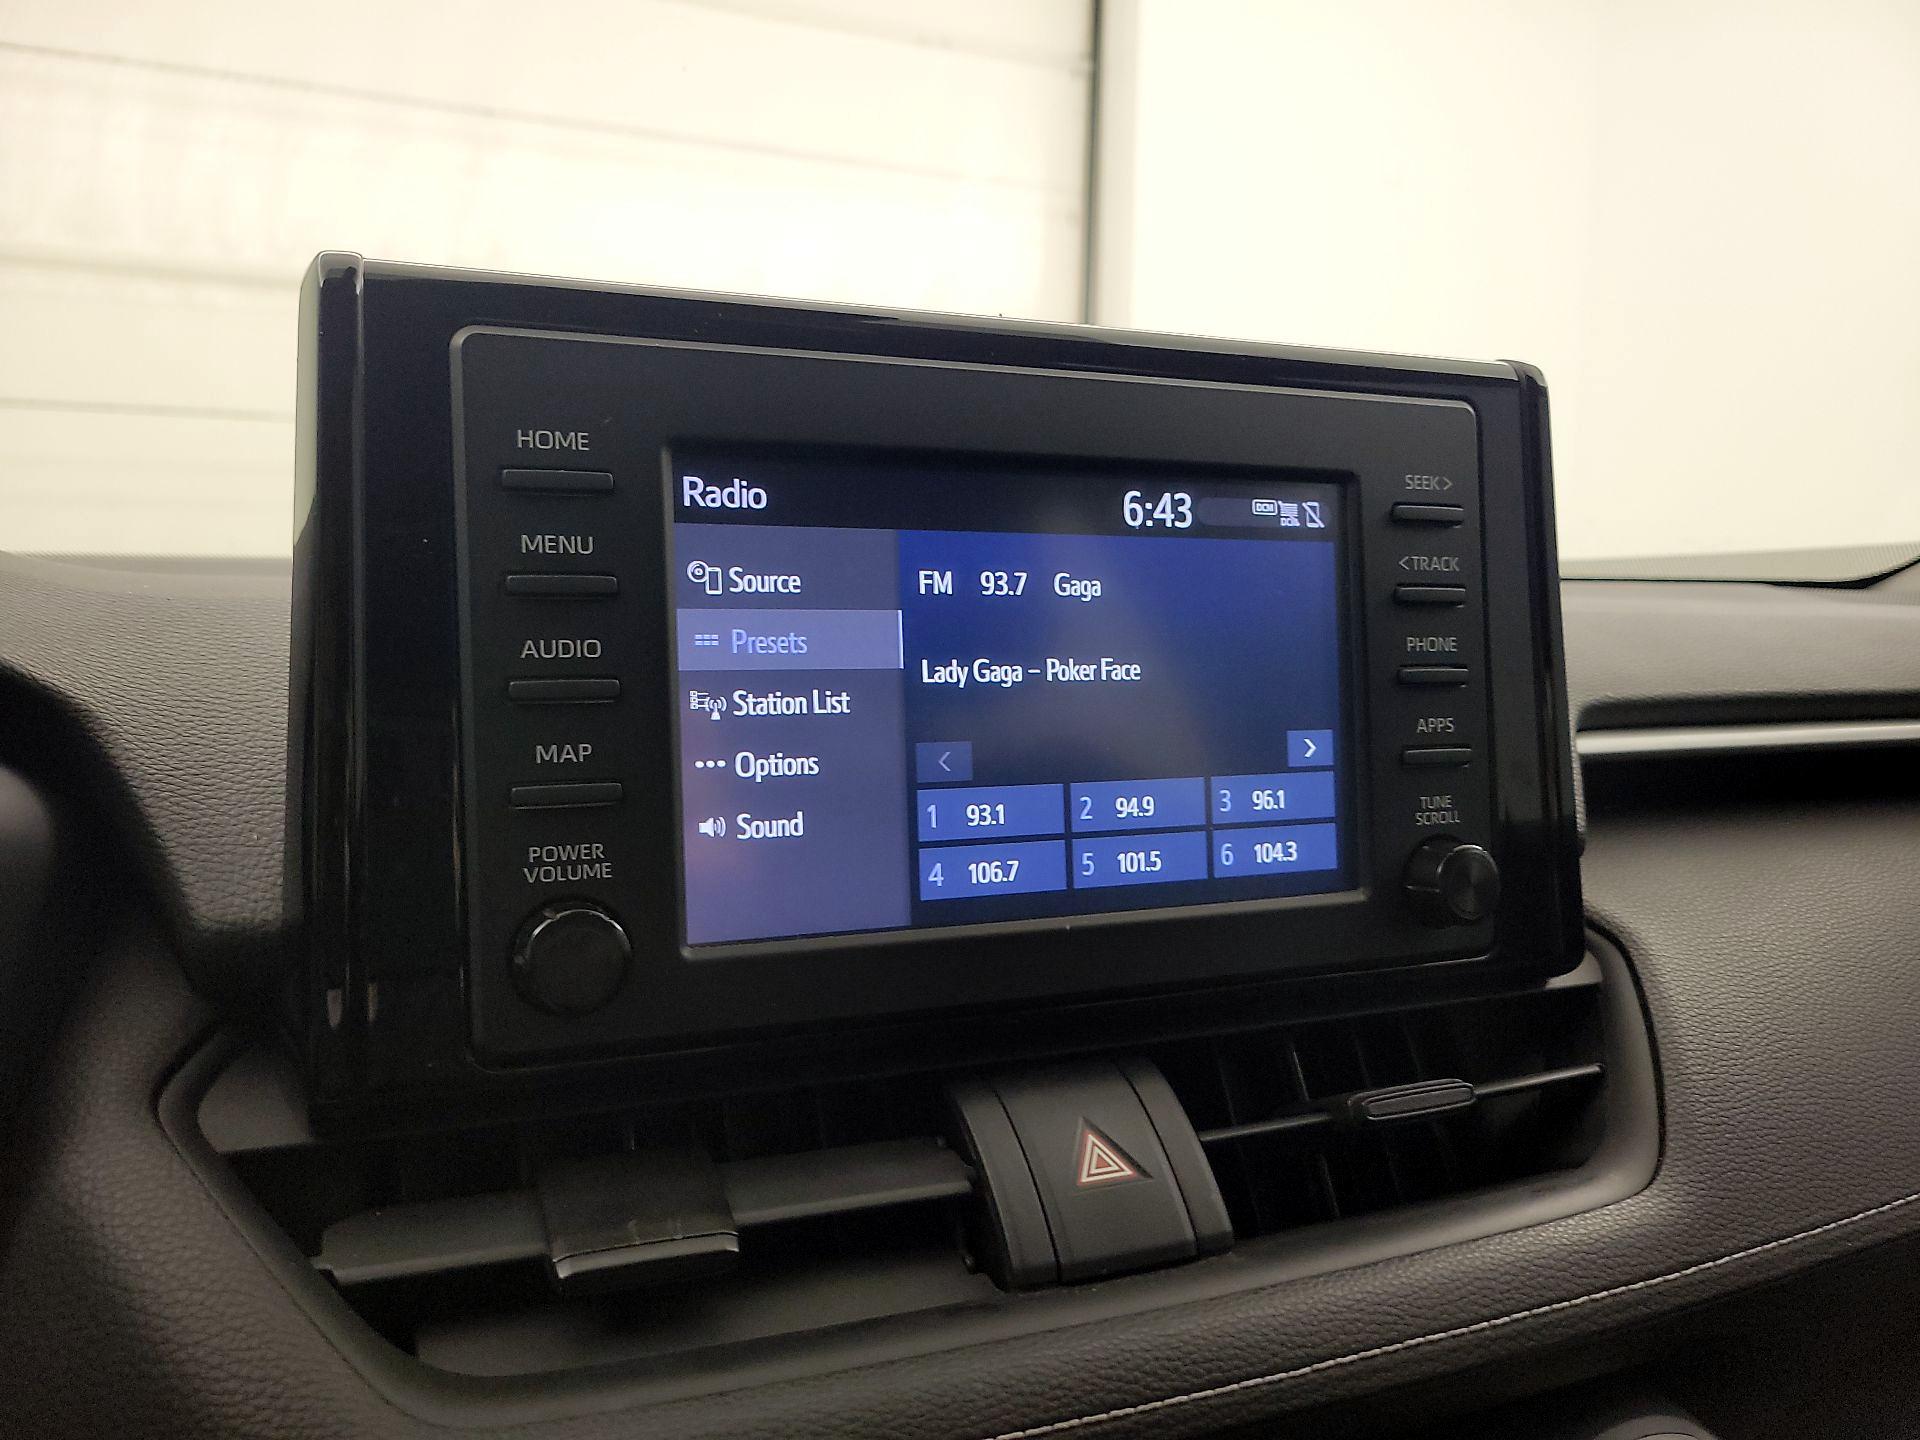 HOME
MENU
AUDIO
MAP
POWER
VOLUME
Radio
6:43
DCM
DCM
Source
Presets
Station List
Options
Sound
FM 93.7 Gaga
Lady Gaga – Poker Face
< >
1 93.1 2 94.9 3 96.1
4 106.7 5 101.5 6 104.3
SEEK >
< TRACK
PHONE
APPS
TUNE
SCROLL